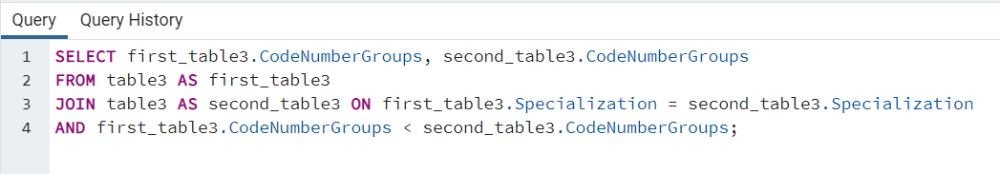 Query Query History
1 SELECT first_table3.CodeNumberGroups, second_table3.CodeNumberGroups
2 FROM table3 AS first_table3
3 JOIN table3 AS second_table3 ON first_table3.Specialization = second_table3.Specialization
4 AND first_table3.CodeNumberGroups < second_table3.CodeNumberGroups;